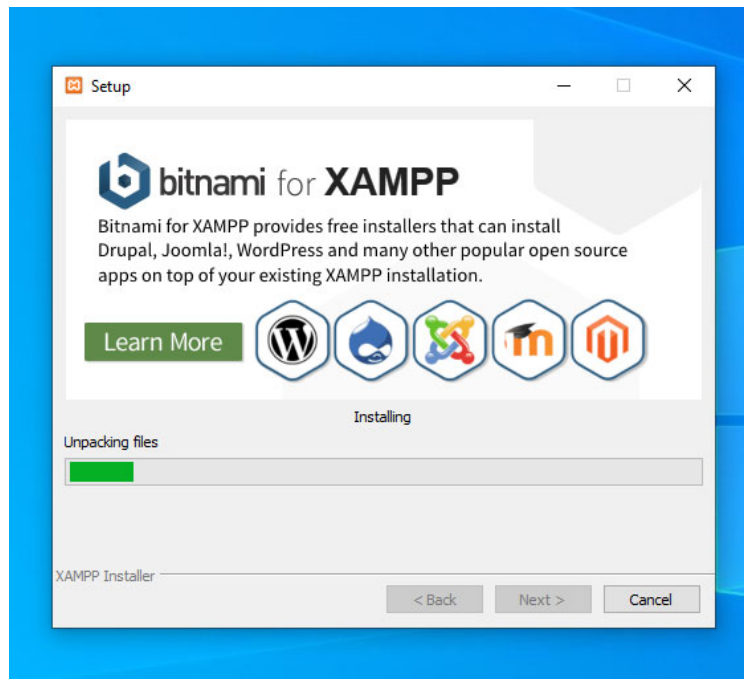 Setup
bitnami for XAMPP
Bitnami for XAMPP provides free installers that can install
Drupal, Joomla!, WordPress and many other popular open source
apps on top of your existing XAMPP installation.
Learn More
Installing
Unpacking files
XAMPP Installer
< Back Next > Cancel